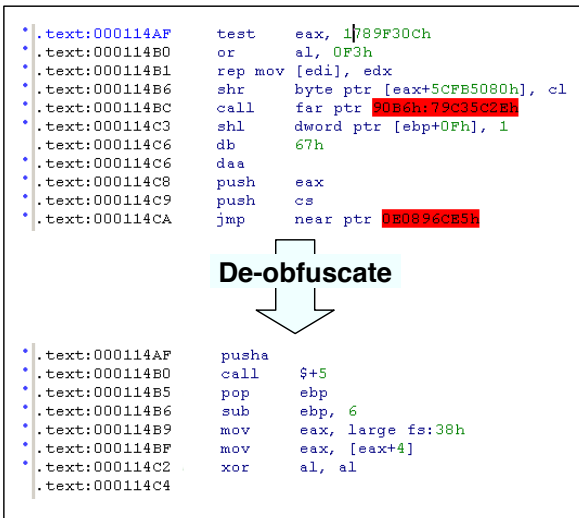 .text:000114AF test eax, 1789F30Ch
.text:000114B0 or al, 0F3h
.text:000114B1 rep mov [edi], edx
.text:000114B6 shr byte ptr [eax+5CFB5080h], cl
.text:000114BC call far ptr 90B6h:79C35C2Eh
.text:000114C3 shl dword ptr [ebp+0Fh], 1
.text:000114C6 db 67h
.text:000114C6 daa
.text:000114C8 push eax
.text:000114C9 push cs
.text:000114CA jmp near ptr 0E0896CE5h
De-obfuscate
.text:000114AF pusha
.text:000114B0 call $+5
.text:000114B5 pop ebp
.text:000114B6 sub ebp, 6
.text:000114B9 mov eax, large fs:38h
.text:000114BF mov eax, [eax+4]
.text:000114C2 xor al, al
.text:000114C4